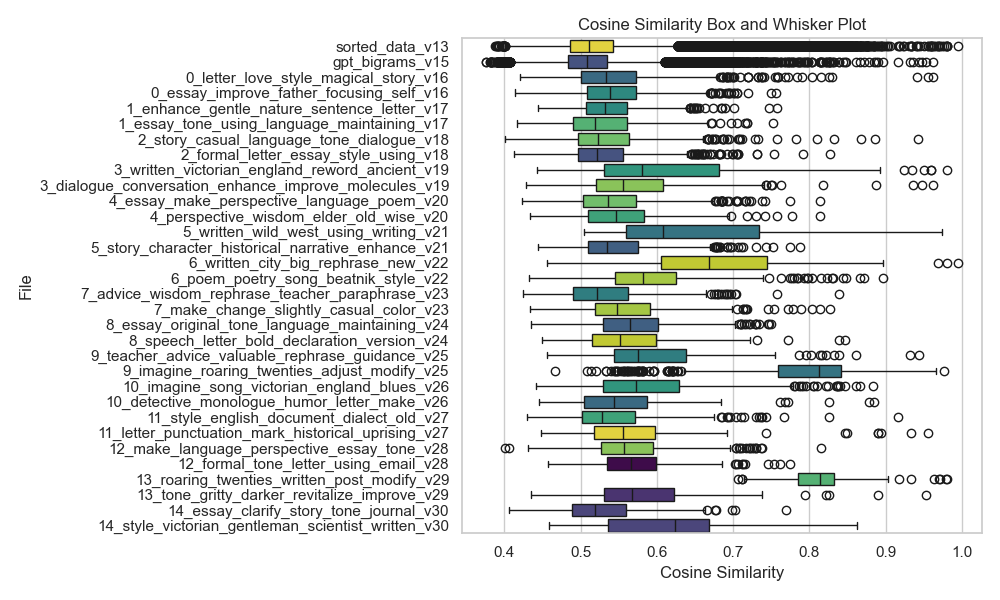 Cosine Similarity Box and Whisker Plot
sorted_data_v13
gpt_bigrams_v15
0_letter_love_style_magical_story_v16
0_essay_improve_father_focusing_self_v16
1_enhance_gentle_nature_sentence_letter_v17
1_essay_tone_using_language_maintaining_v17
2_story_casual_language_tone_dialogue_v18
2_formal_letter_essay_style_using_v18
3_written_victorian_england_reword_ancient_v19
3_dialogue_conversation_enhance_improve_molecules_v19
4_essay_make_perspective_language_poem_v20
4_perspective_wisdom_elder_old_wise_v20
5_written_wild_west_using_writing_v21
5_story_character_historical_narrative_enhance_v21
6_written_city_big_rephrase_new_v22
6_poem_poetry_song_beatnik_style_v22
7_advice_wisdom_rephrase_teacher_paraphrase_v23
7_make_change_slightly_casual_color_v23
8_essay_original_tone_language_maintaining_v24
8_speech_letter_bold_declaration_version_v24
9_teacher_advice_valuable_rephrase_guidance_v25
9_imagine_roaring_twenties_adjust_modify_v25
10_imagine_song_victorian_england_blues_v26
10_detective_monologue_humor_letter_make_v26
11_style_english_document_dialect_old_v27
11_letter_punctuation_mark_historical_uprising_v27
12_make_language_perspective_essay_tone_v28
12_formal_tone_letter_using_email_v28
13_roaring_twenties_written_post_modify_v29
13_tone_gritty_darker_revitalize_improve_v29
14_essay_clarify_story_tone_journal_v30
14_style_victorian_gentleman_scientist_written_v30
File
0.4 0.5 0.6 0.7 0.8 0.9 1.0
Cosine Similarity